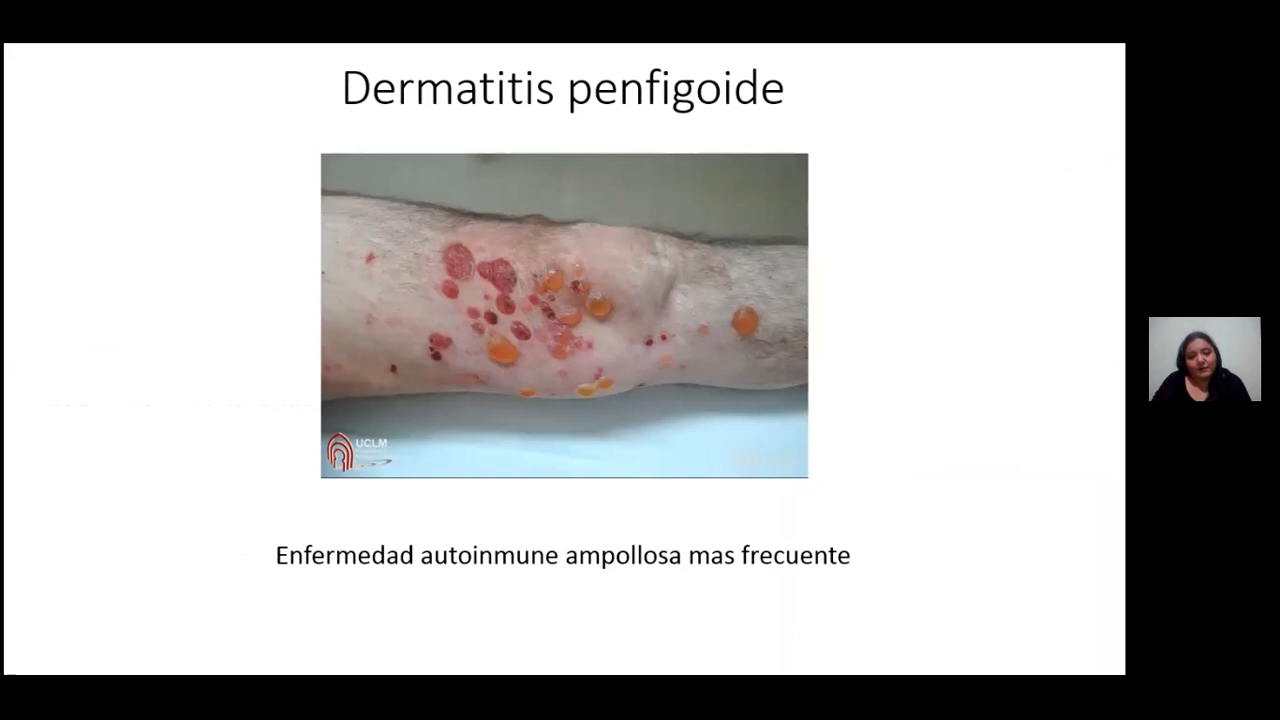 Dermatitis penfigoide
UCLM
Enfermedad autoinmune ampollosa mas frecuente